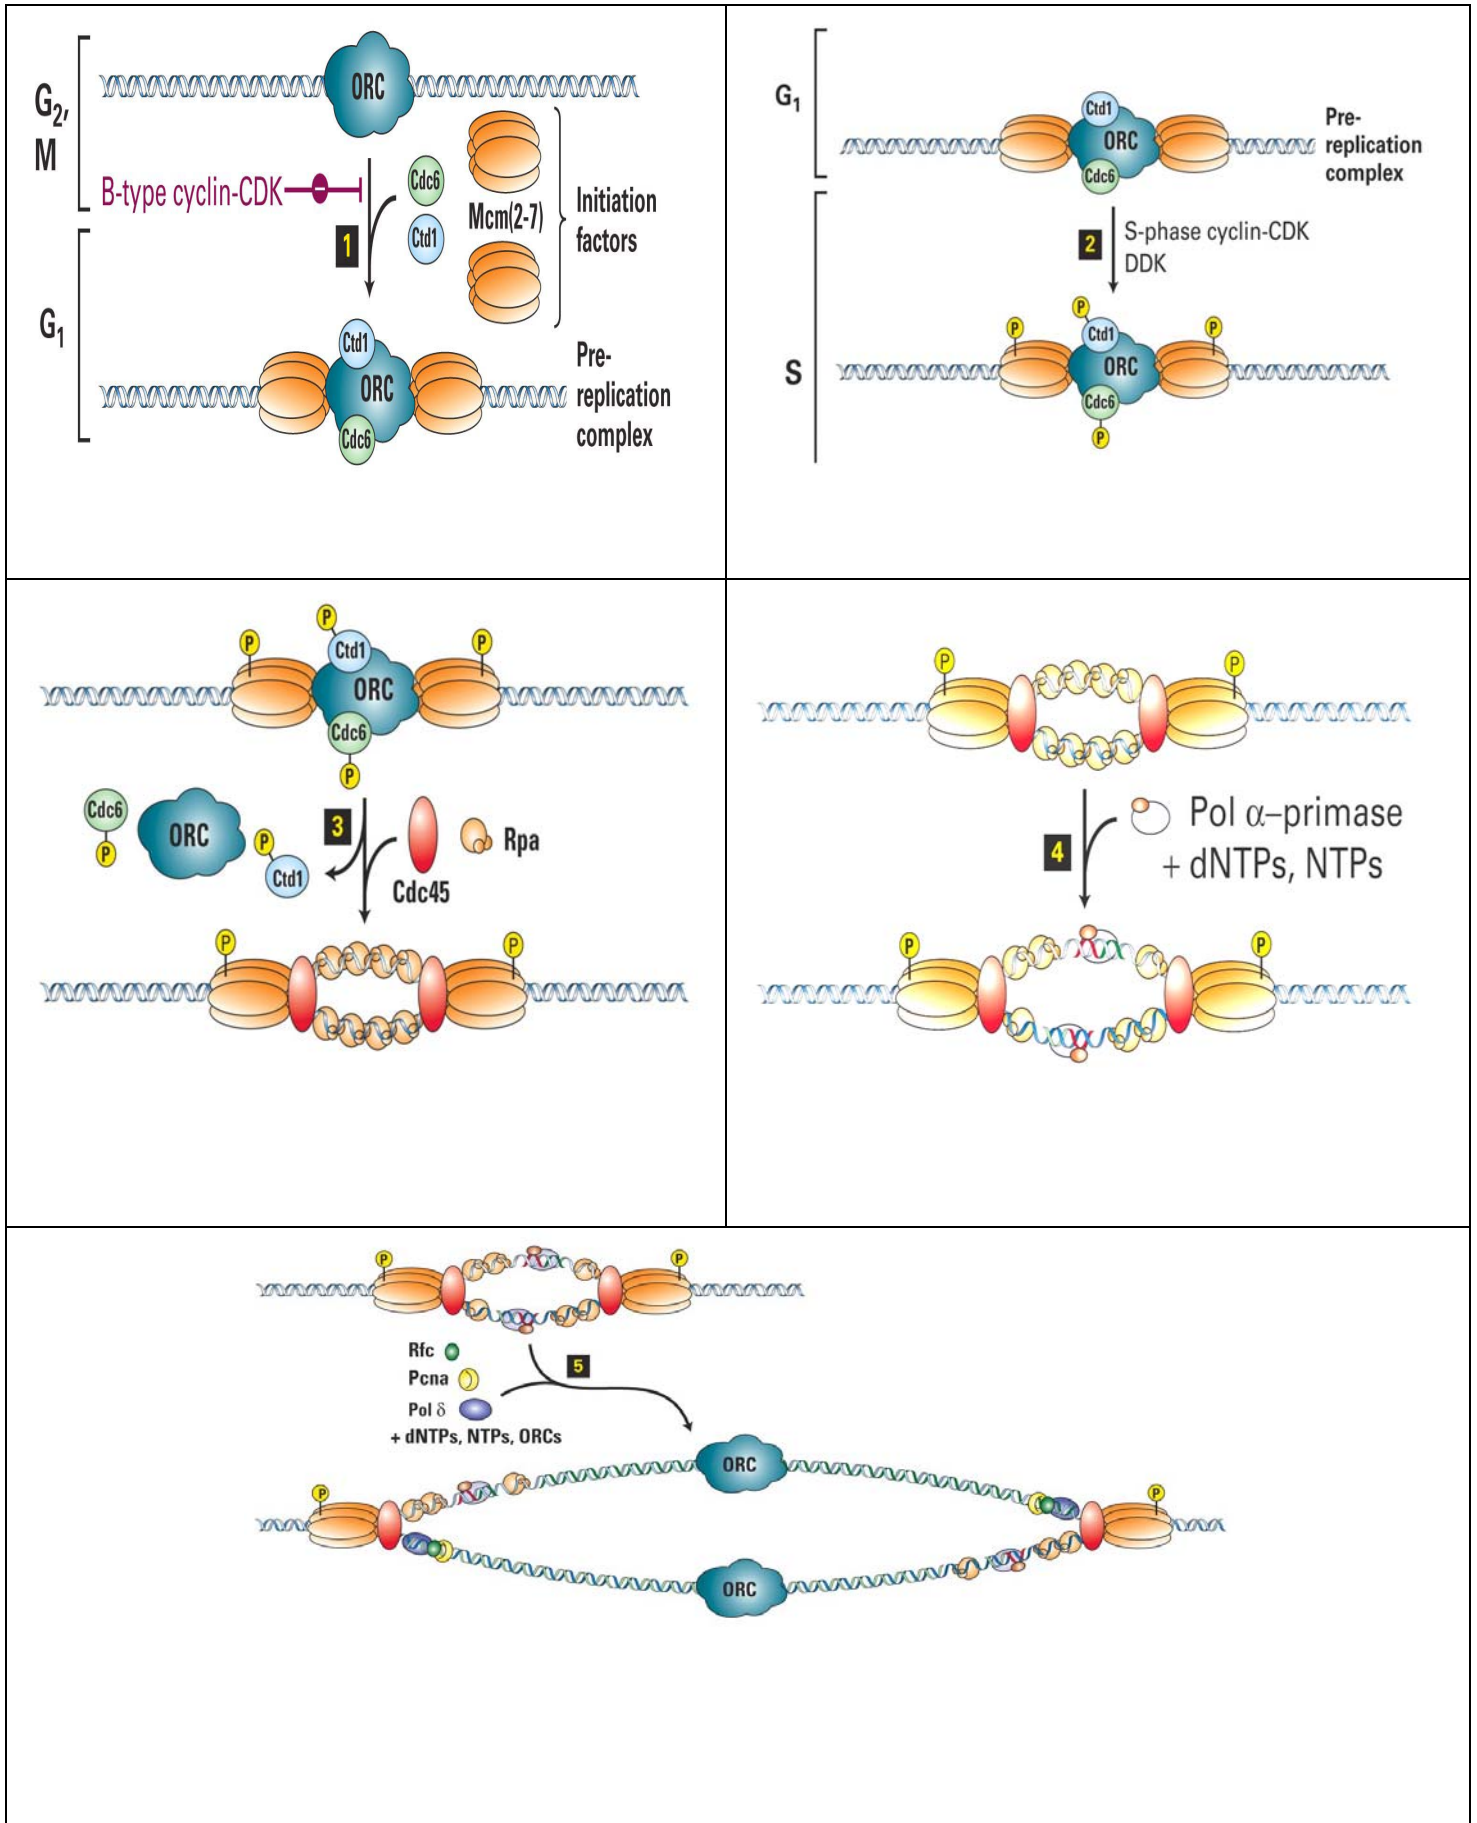 G2,
M
ORC
B-type cyclin-CDK
Cdc6
Ctd1
Mcm(2-7)
Initiation
factors
1
G1
Ctd1
ORC
Cdc6
Pre-
replication
complex
G1
Ctd1
ORC
Cdc6
Pre-
replication
complex
2
S-phase cyclin-CDK
DDK
S
P
P
P
Ctd1
ORC
Cdc6
P
P
P
P
Ctd1
ORC
Cdc6
P
Cdc6
P
ORC
P
Ctd1
3
Cdc45
Rpa
P
P
P
P
4
Pol α–primase
+ dNTPs, NTPs
P
P
P
P
Rfc
Pcna
Pol δ
+ dNTPs, NTPs, ORCs
5
ORC
P
P
ORC